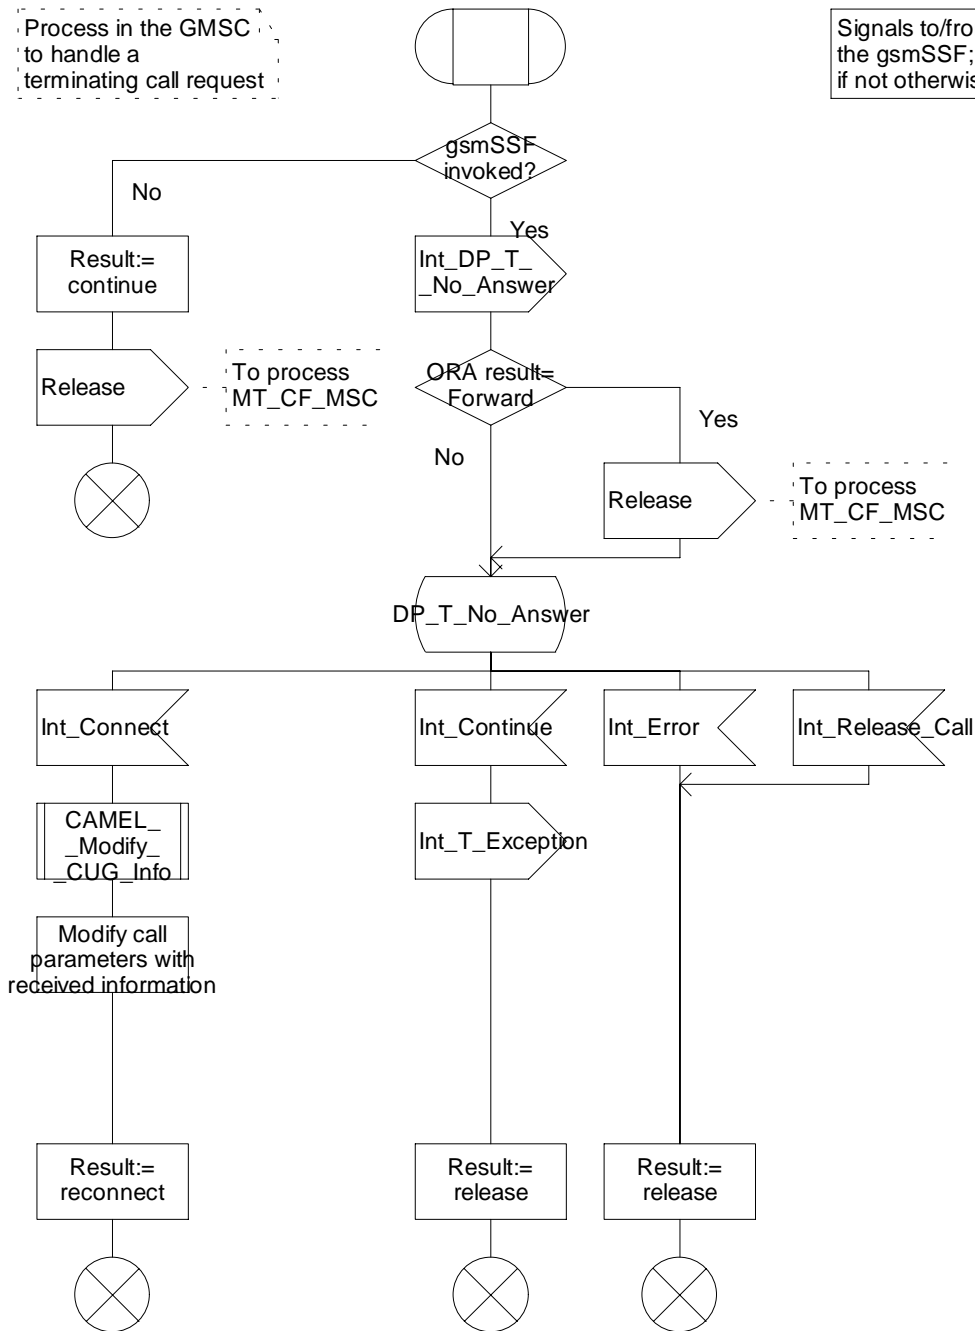 Process in the GMSC
to handle a
terminating call request
Signals to/fro
the gsmSSF;
if not otherwis
gsmSSF
invoked?
No
Yes
Result:=
continue
Int_DP_T_
_No_Answer
Release
To process
MT_CF_MSC
ORA result=
Forward
Yes
No
Release
To process
MT_CF_MSC
DP_T_No_Answer
Int_Connect
Int_Continue
Int_Error
Int_Release_Call
CAMEL_
_Modify_
_CUG_Info
Int_T_Exception
Modify call
parameters with
received information
Result:=
reconnect
Result:=
release
Result:=
release